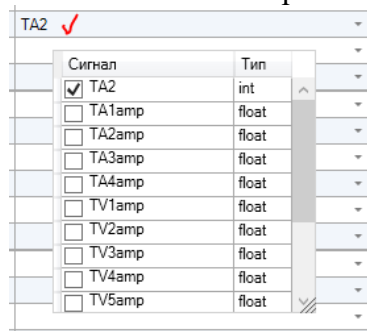 TA2
Сигнал Тип
TA2 int
TA1amp float
TA2amp float
TA3amp float
TA4amp float
TV1amp float
TV2amp float
TV3amp float
TV4amp float
TV5amp float